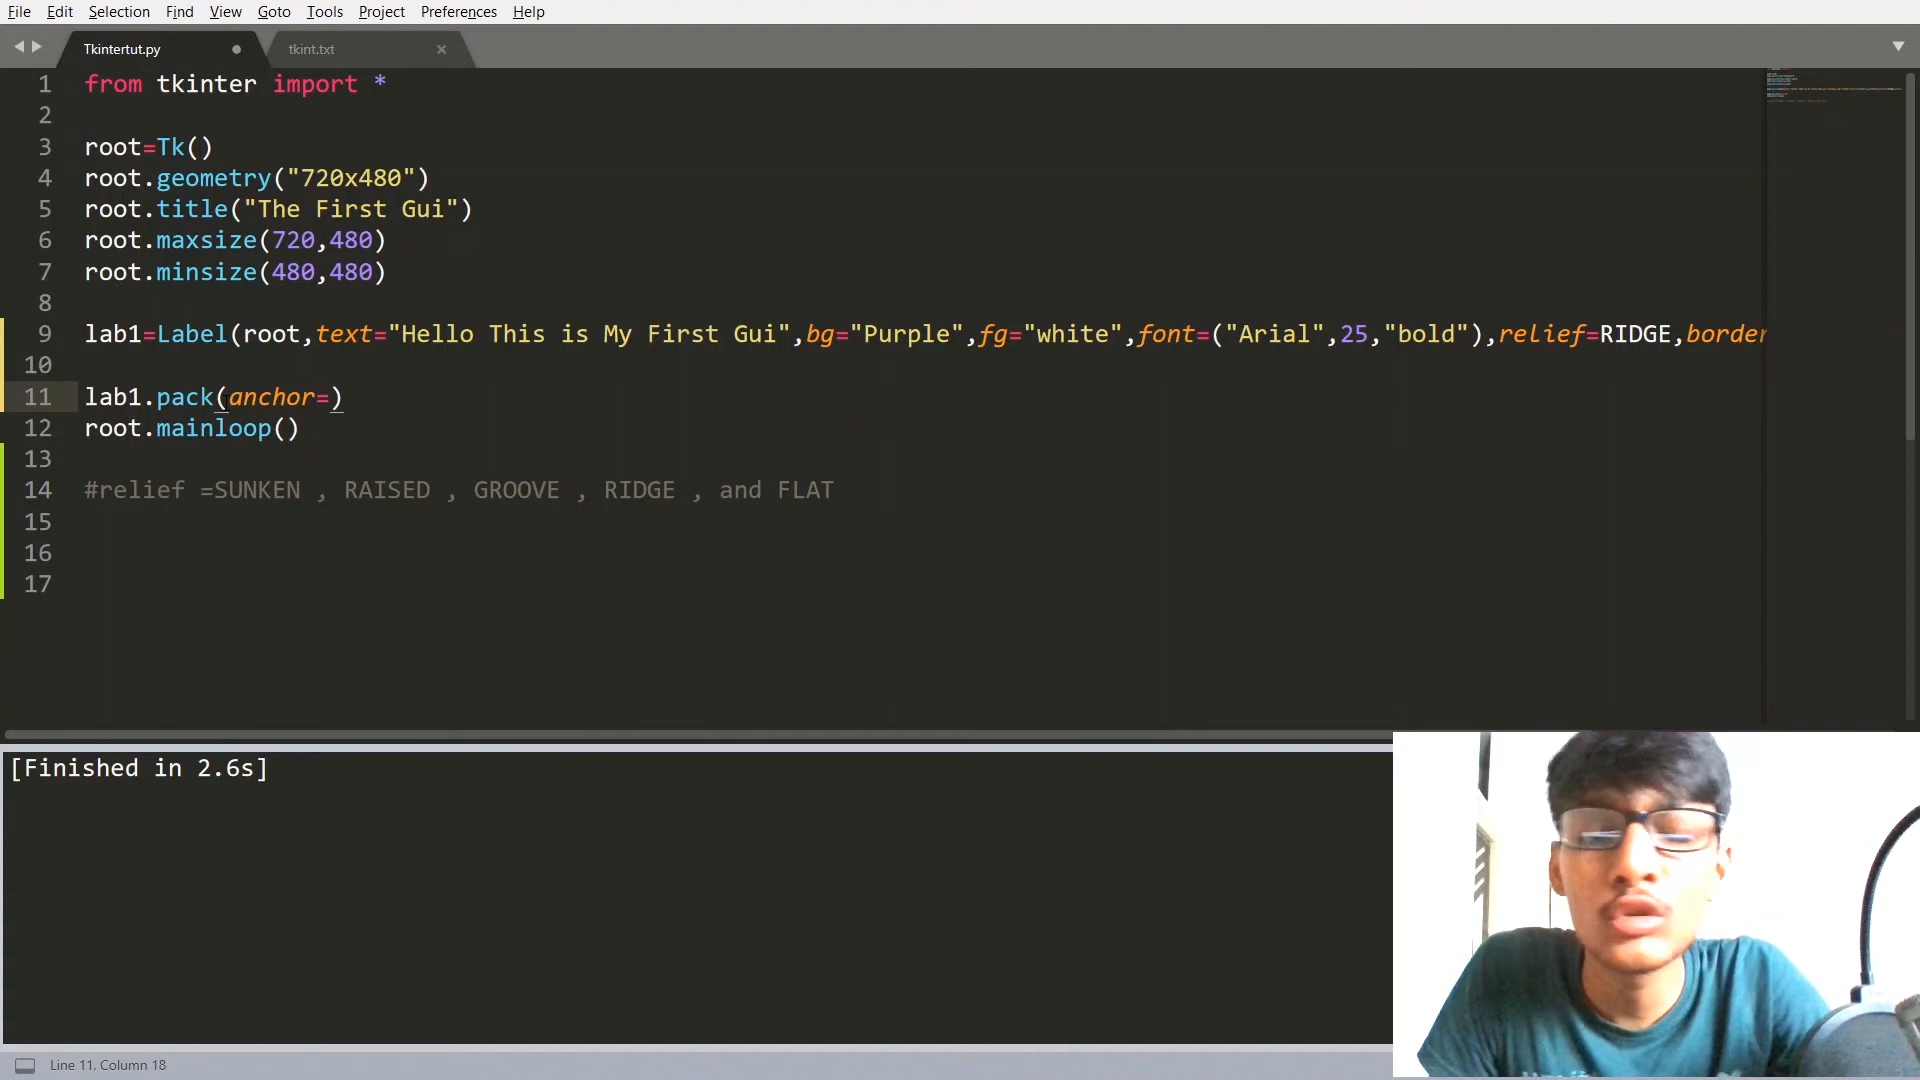 File Edit Selection Find View Goto Tools Project Preferences Help
Tkintertut.py tkint.txt
1 from tkinter import *
2
3 root=Tk()
4 root.geometry("720x480")
5 root.title("The First Gui")
6 root.maxsize(720,480)
7 root.minsize(480,480)
8
9 lab1=Label(root,text="Hello This is My First Gui",bg="Purple",fg="white",font=("Arial",25,"bold"),relief=RIDGE,border
10
11 lab1.pack(anchor=)
12 root.mainloop()
13
14 #relief =SUNKEN , RAISED , GROOVE , RIDGE , and FLAT
15
16
17
[Finished in 2.6s]
Line 11, Column 18